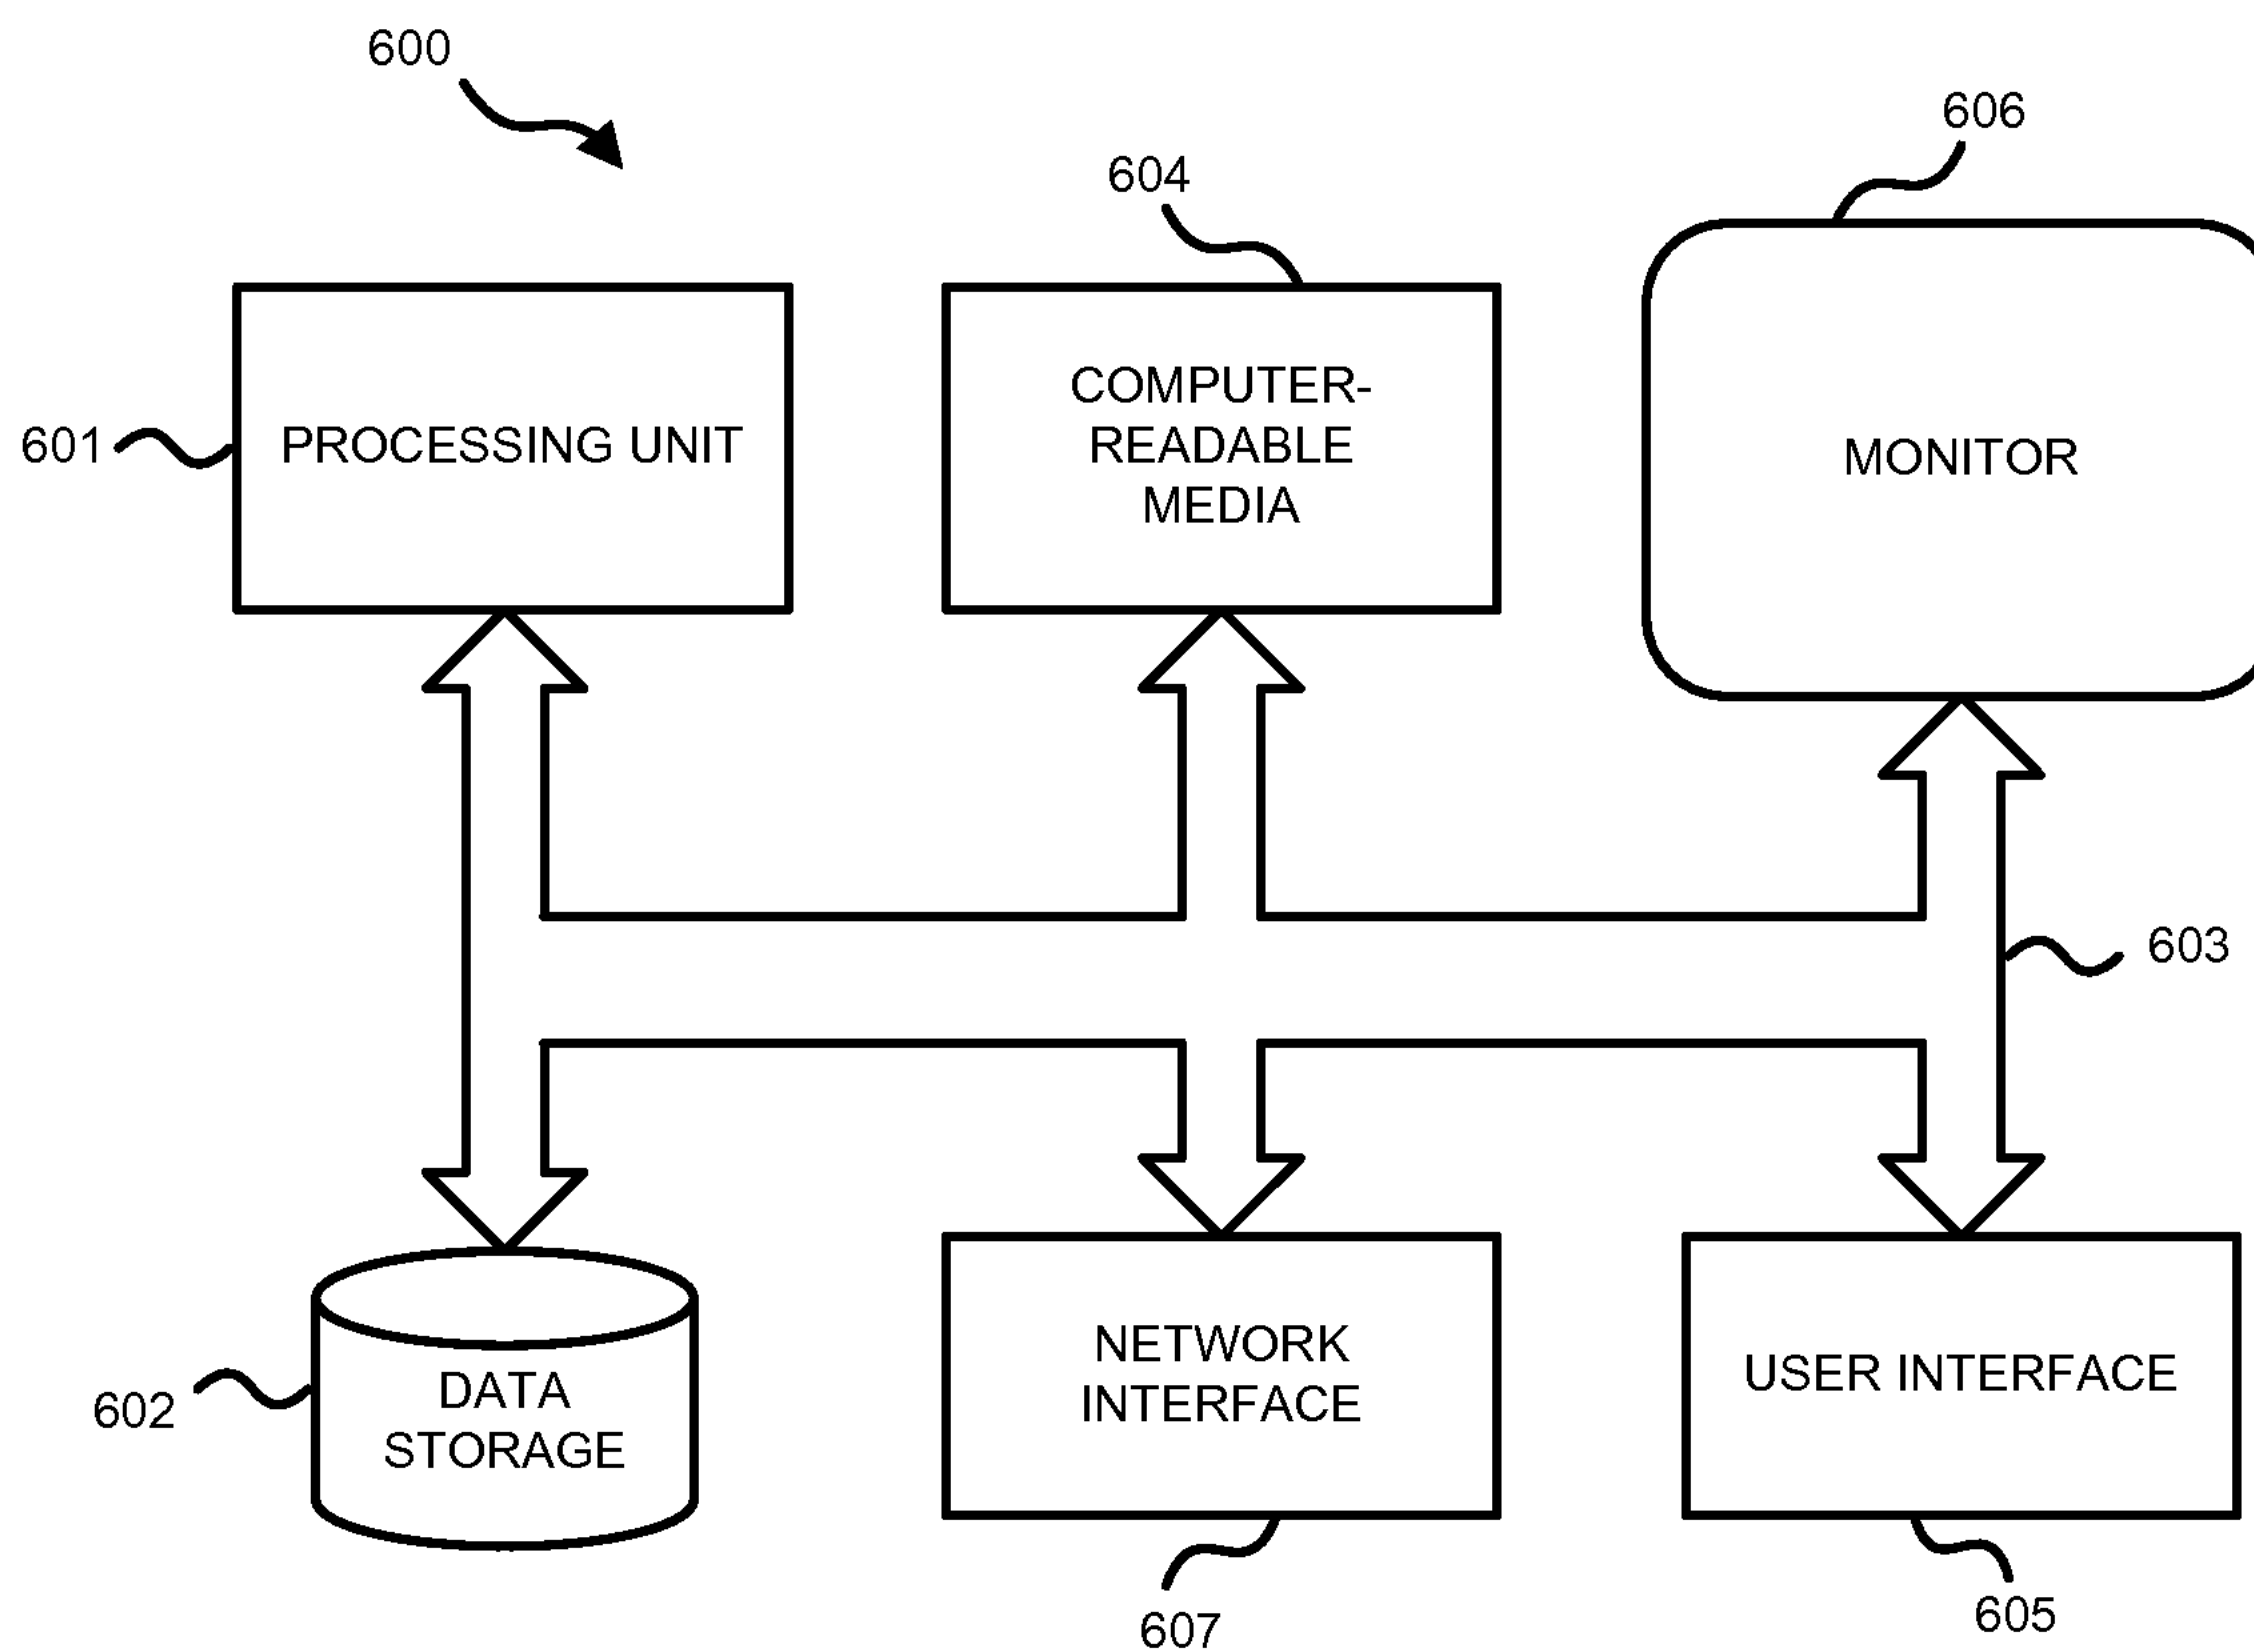 600
606
604
COMPUTER-
READABLE
MEDIA
601
PROCESSING UNIT
MONITOR
603
NETWORK
INTERFACE
USER INTERFACE
602
DATA
STORAGE
607
605